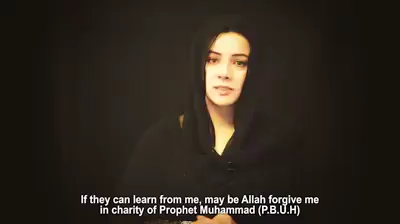 If they can learn from me, may be Allah forgive me
in charity of Prophet Muhammad (P.B.U.H)